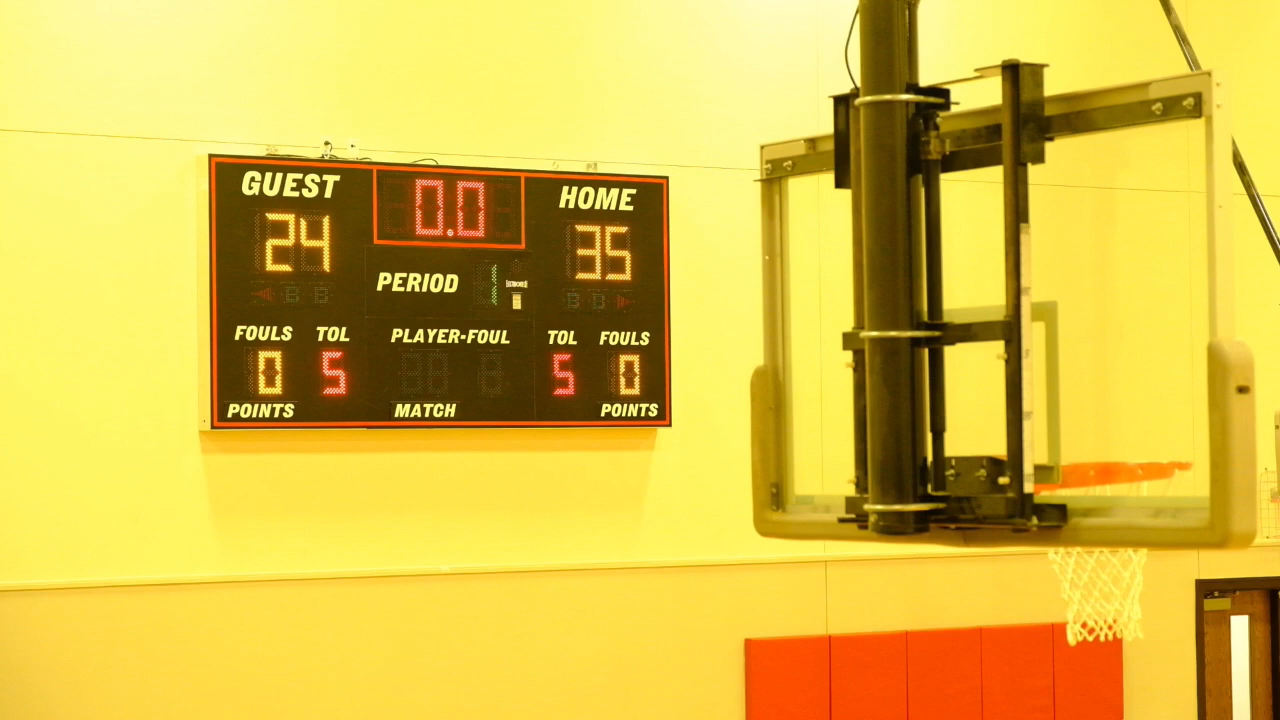 GUEST 0.0 HOME
24 35
PERIOD 1
FOULS TOL PLAYER-FOUL TOL FOULS
0 5 5 0
POINTS MATCH POINTS